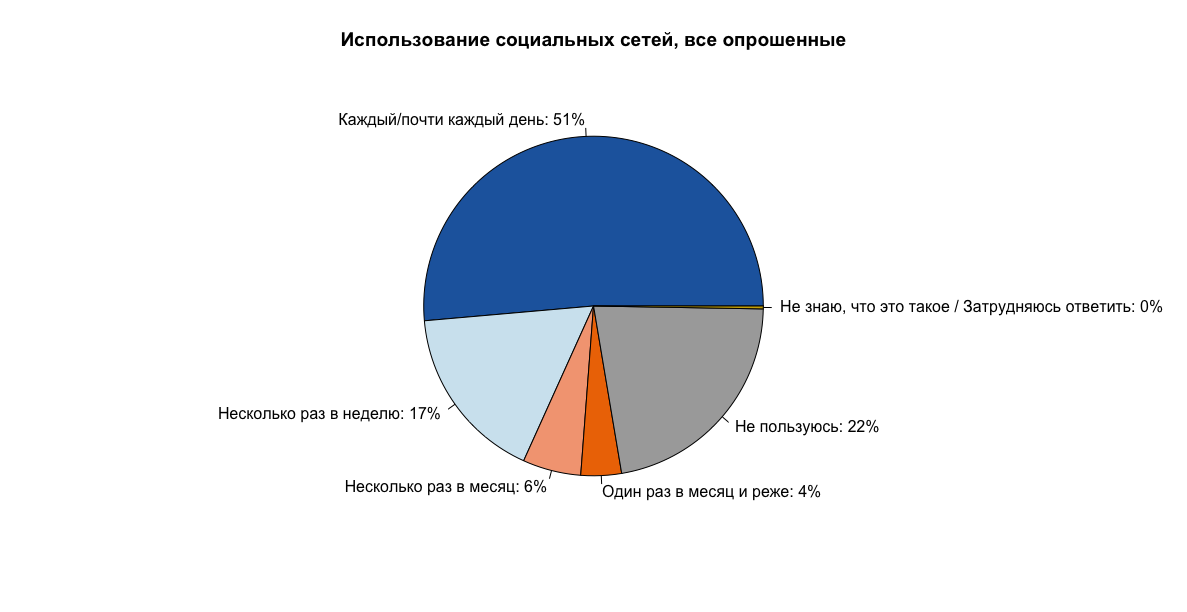 Использование социальных сетей, все опрошенные
Каждый/почти каждый день: 51%
Не знаю, что это такое / Затрудняюсь ответить: 0%
Несколько раз в неделю: 17%
Не пользуюсь: 22%
Несколько раз в месяц: 6%
Один раз в месяц и реже: 4%